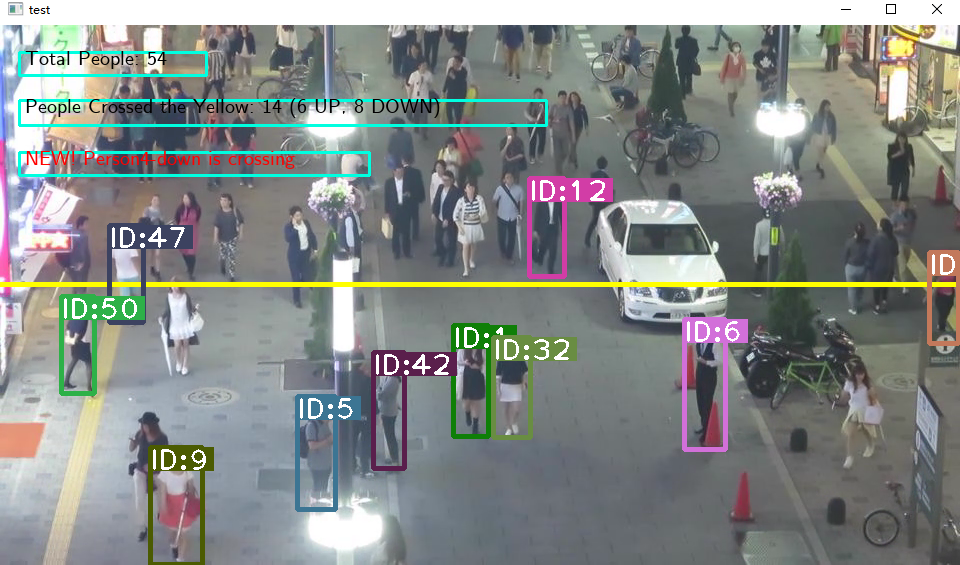 test
Total People: 54
People Crossed the Yellow: 14 (6 UP, 8 DOWN)
NEW! Person4-down is crossing
ID:12
ID:47
ID
ID:50
ID:6
ID:1
ID:32
ID:42
ID:5
ID:9